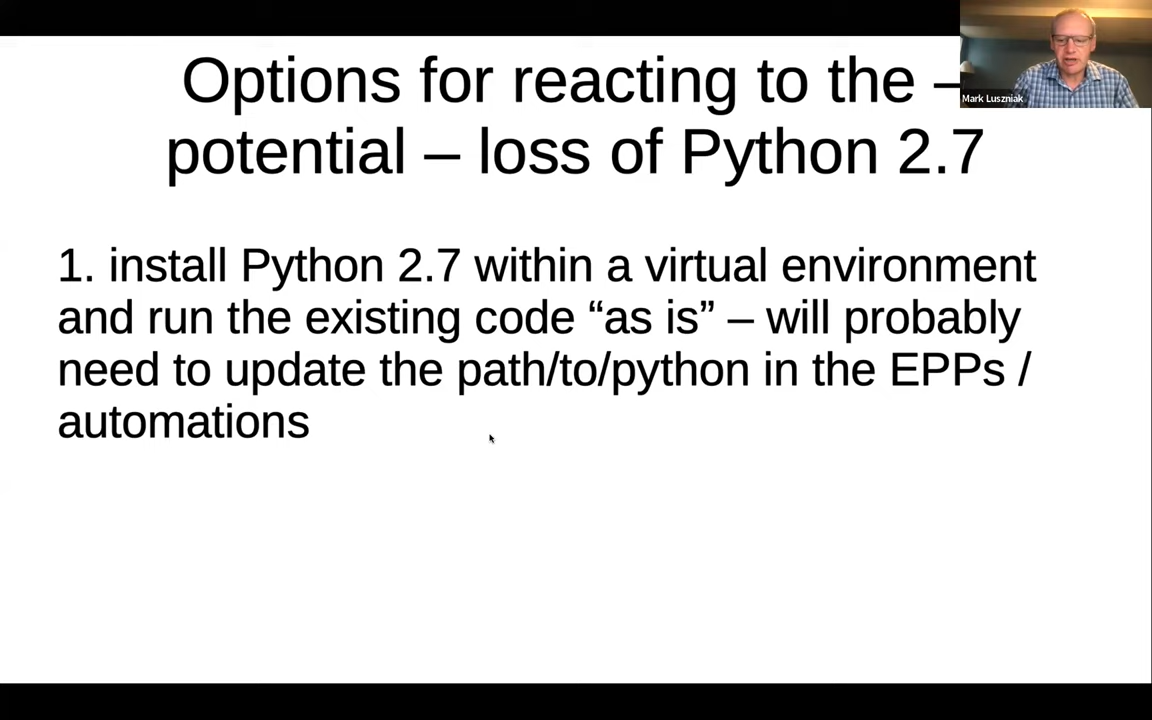 Options for reacting to the –
potential – loss of Python 2.7
Mark Luszniak
1. install Python 2.7 within a virtual environment
and run the existing code “as is” – will probably
need to update the path/to/python in the EPPs /
automations